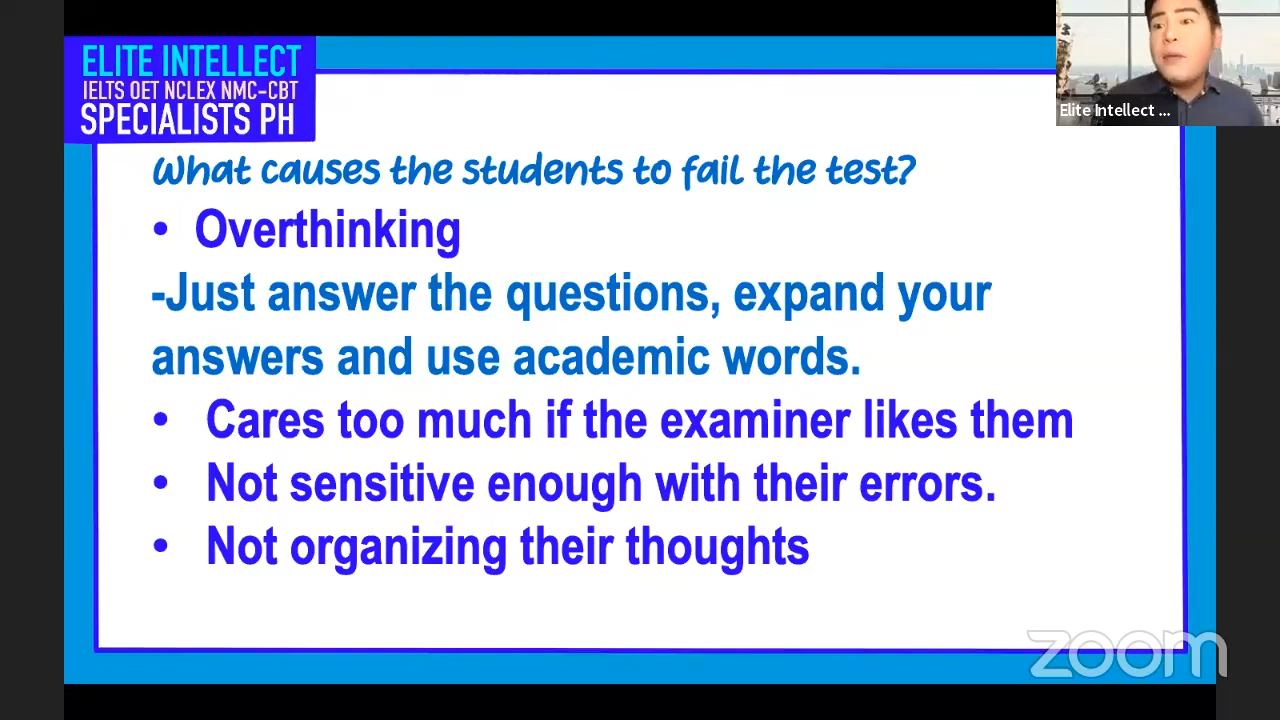 ELITE INTELLECT
IELTS OET NCLEX NMC-CBT
SPECIALISTS PH
Elite Intellect ...
What causes the students to fail the test?
• Overthinking
-Just answer the questions, expand your
answers and use academic words.
• Cares too much if the examiner likes them
• Not sensitive enough with their errors.
• Not organizing their thoughts
zoom